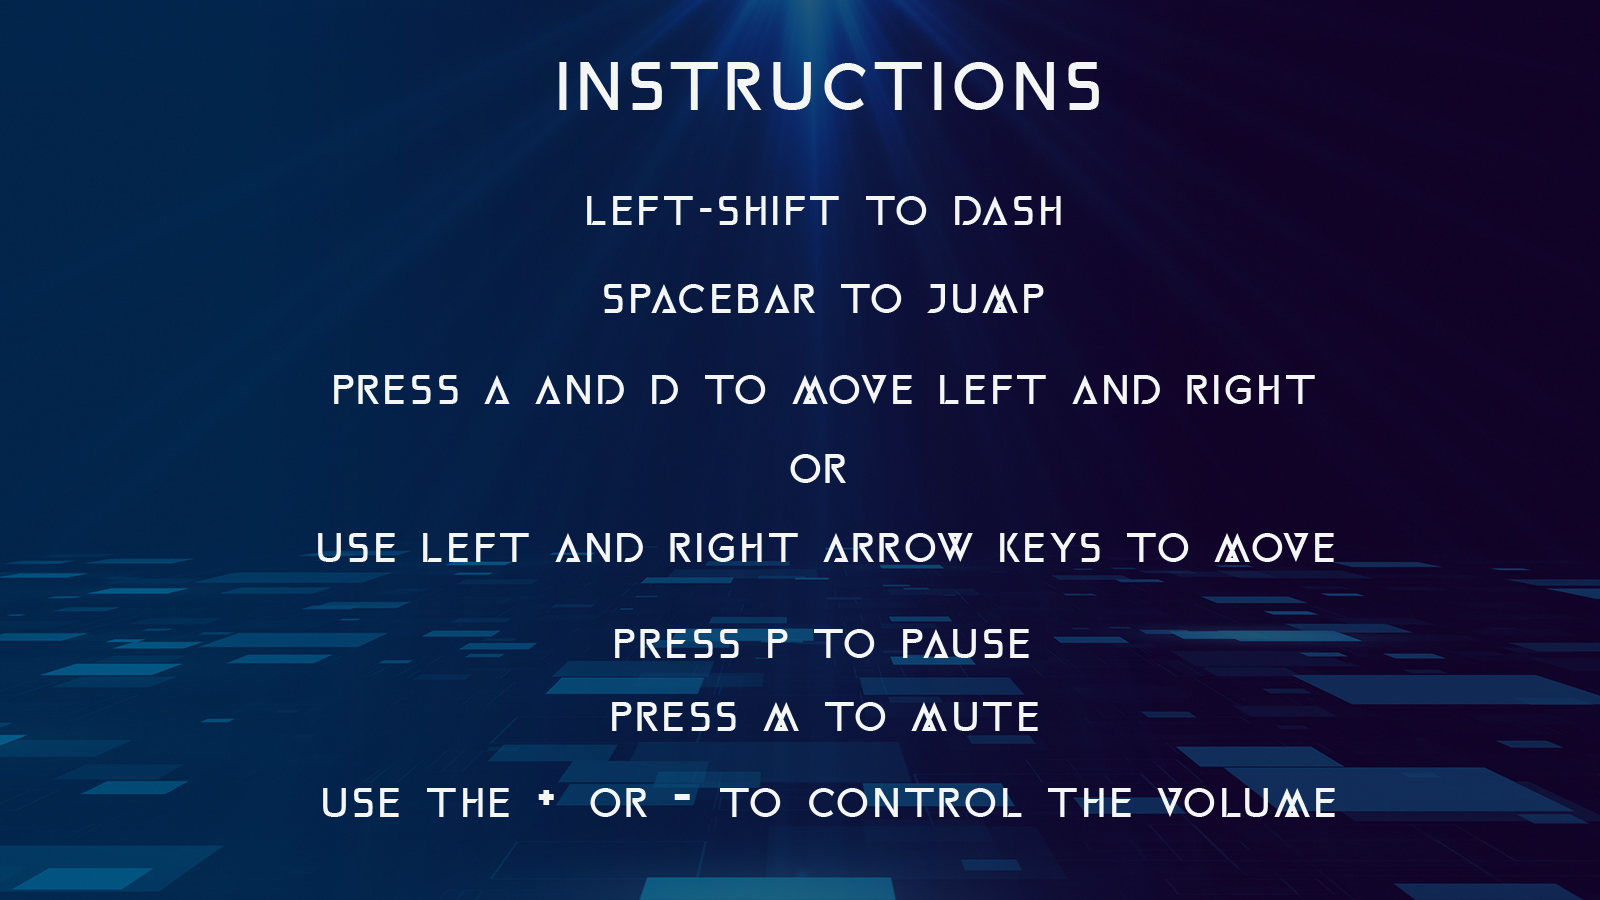 INSTRUCTIONS
LEFT-SHIFT TO DASH
SPACEBAR TO JUMP
PRESS A AND D TO MOVE LEFT AND RIGHT
OR
USE LEFT AND RIGHT ARROW KEYS TO MOVE
PRESS P TO PAUSE
PRESS M TO MUTE
USE THE + OR - TO CONTROL THE VOLUME